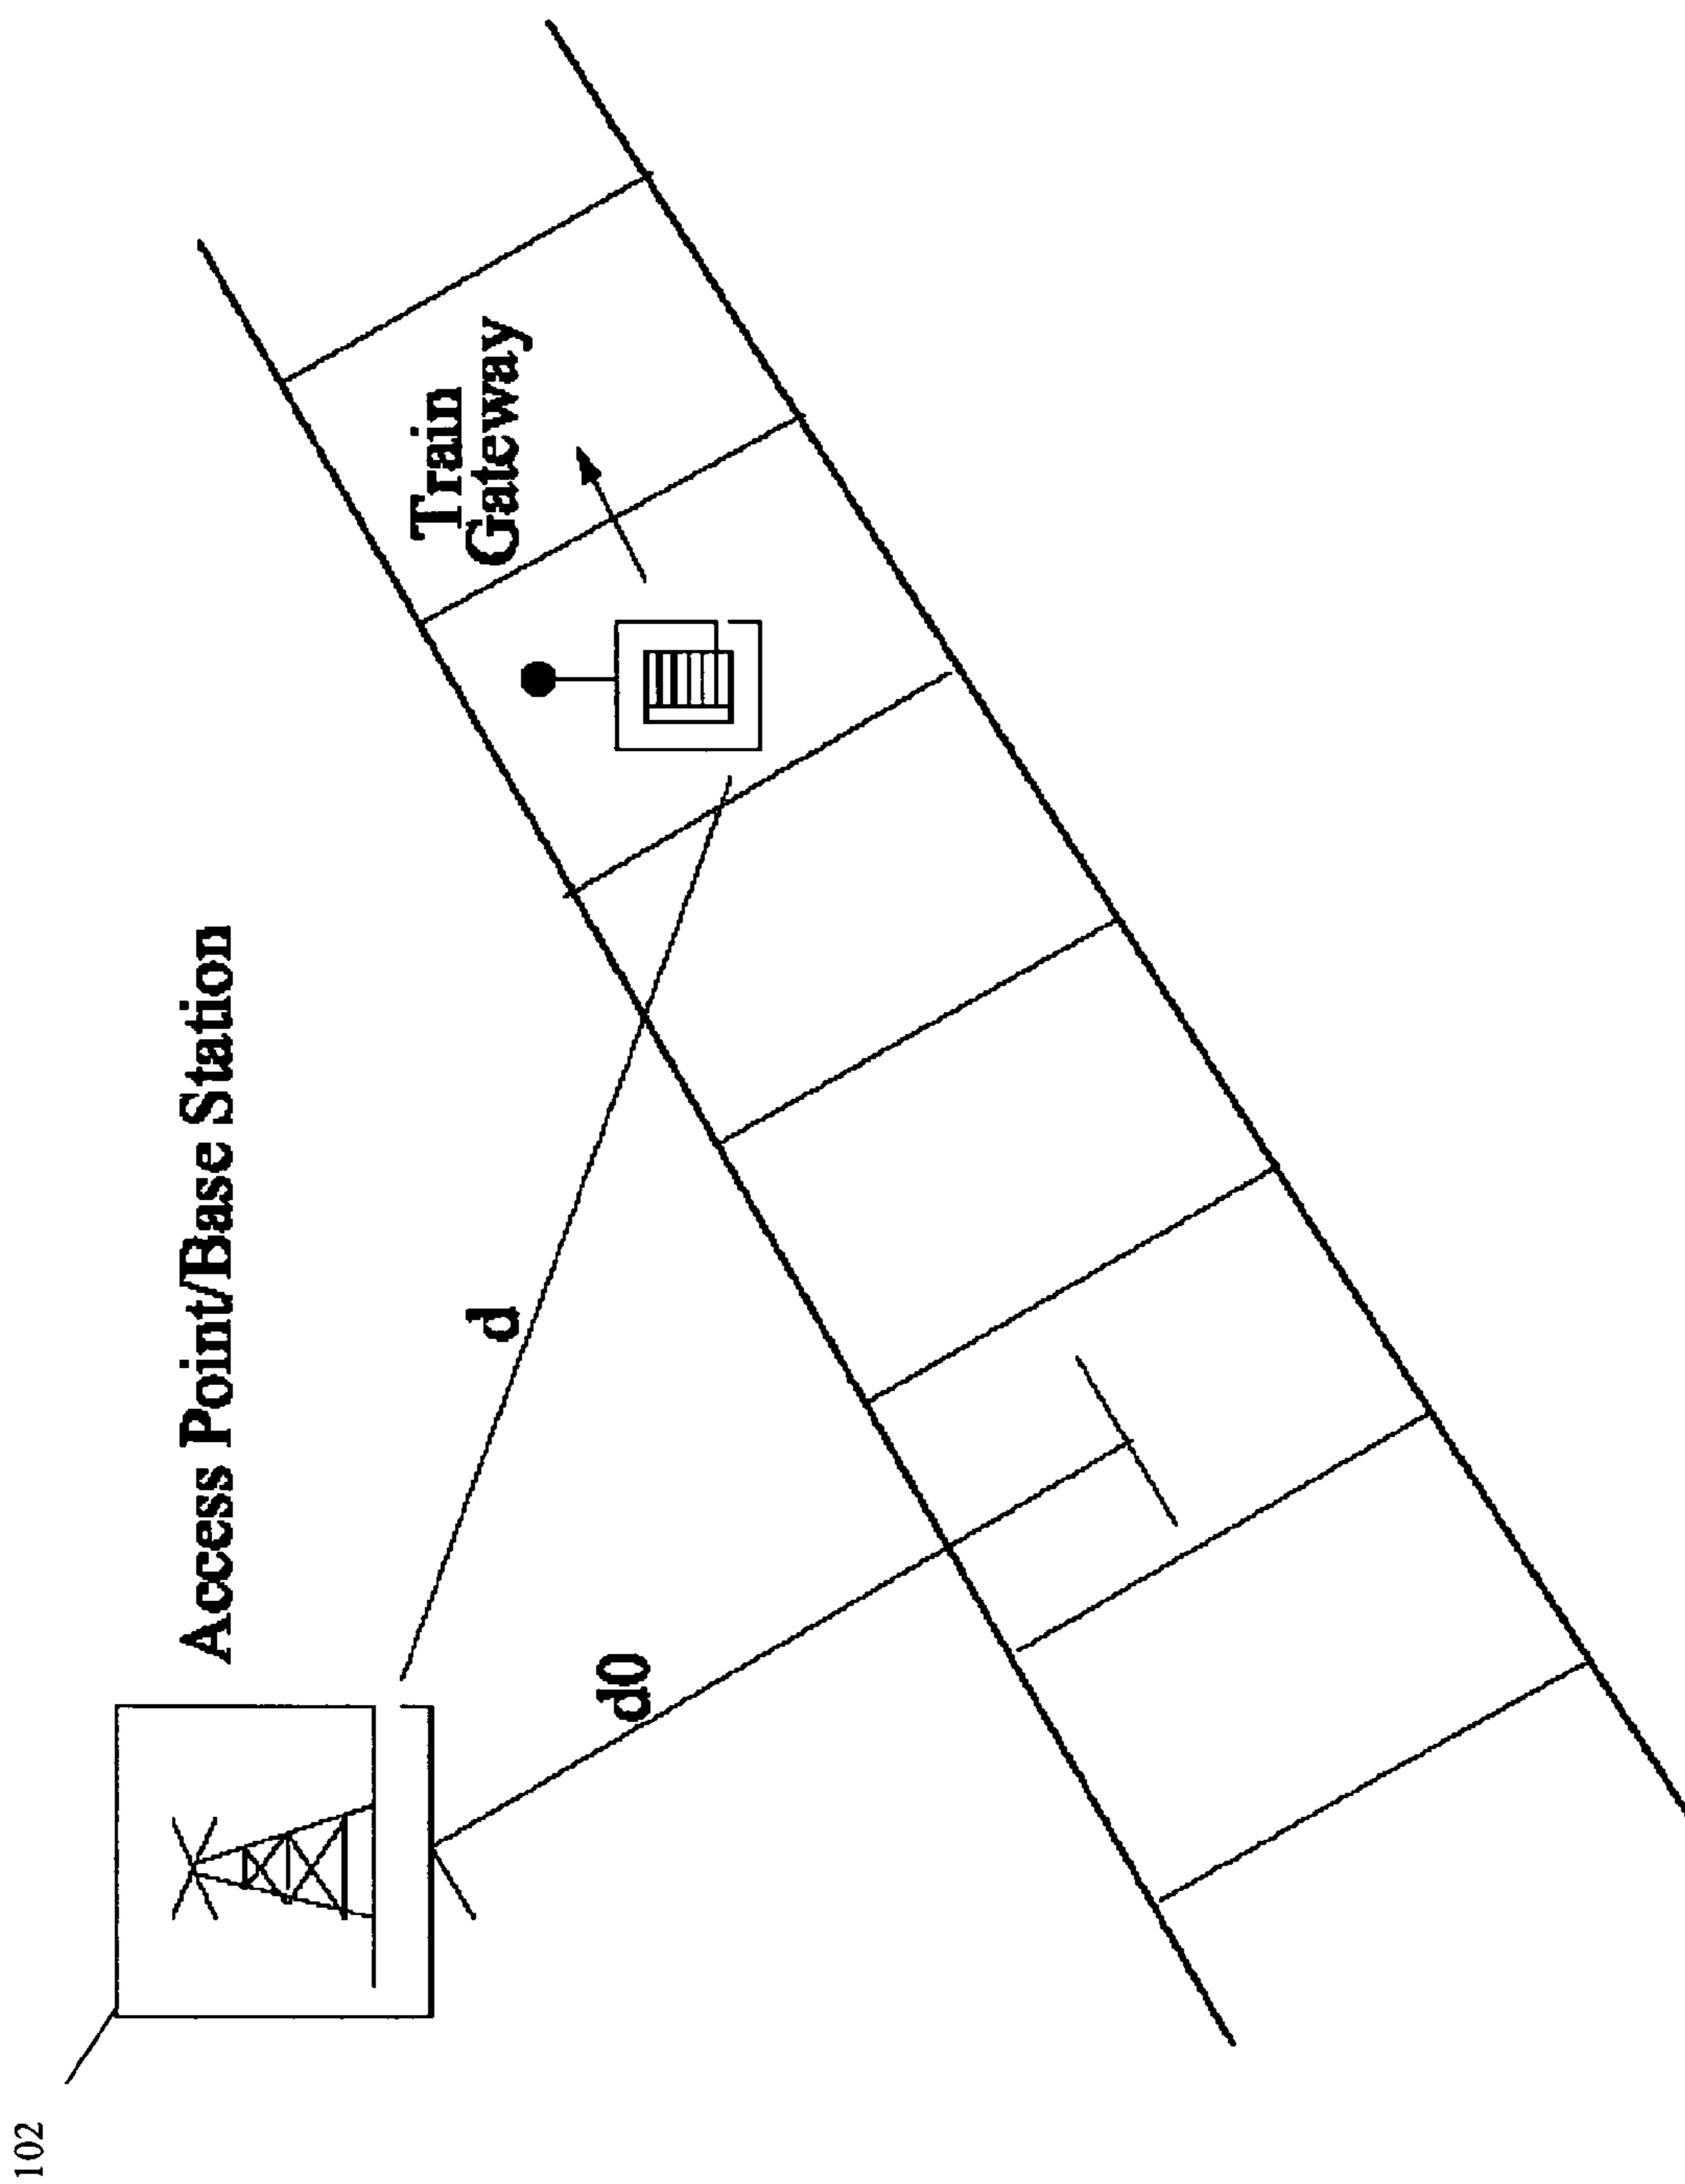 102
Access Point/Base Station
d0
d
Train
Gateway